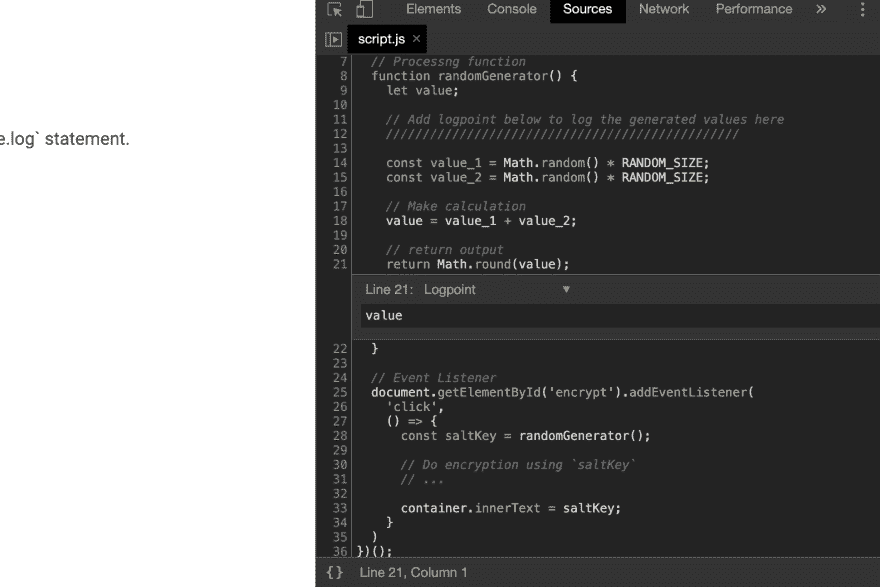 Elements Console Sources Network Performance »
script.js ×
e.log` statement.
7 // Processng function
8 function randomGenerator() {
9 let value;
10
11 // Add logpoint below to log the generated values here
12 ////////////////////////////////////////////////
13
14 const value_1 = Math.random() * RANDOM_SIZE;
15 const value_2 = Math.random() * RANDOM_SIZE;
16
17 // Make calculation
18 value = value_1 + value_2;
19
20 // return output
21 return Math.round(value);
Line 21: Logpoint ▼
value
22 }
23
24 // Event Listener
25 document.getElementById('encrypt').addEventListener(
26 'click',
27 () => {
28 const saltKey = randomGenerator();
29
30 // Do encryption using `saltKey`
31 // ...
32
33 container.innerText = saltKey;
34 }
35 )
36 })();
{} Line 21, Column 1